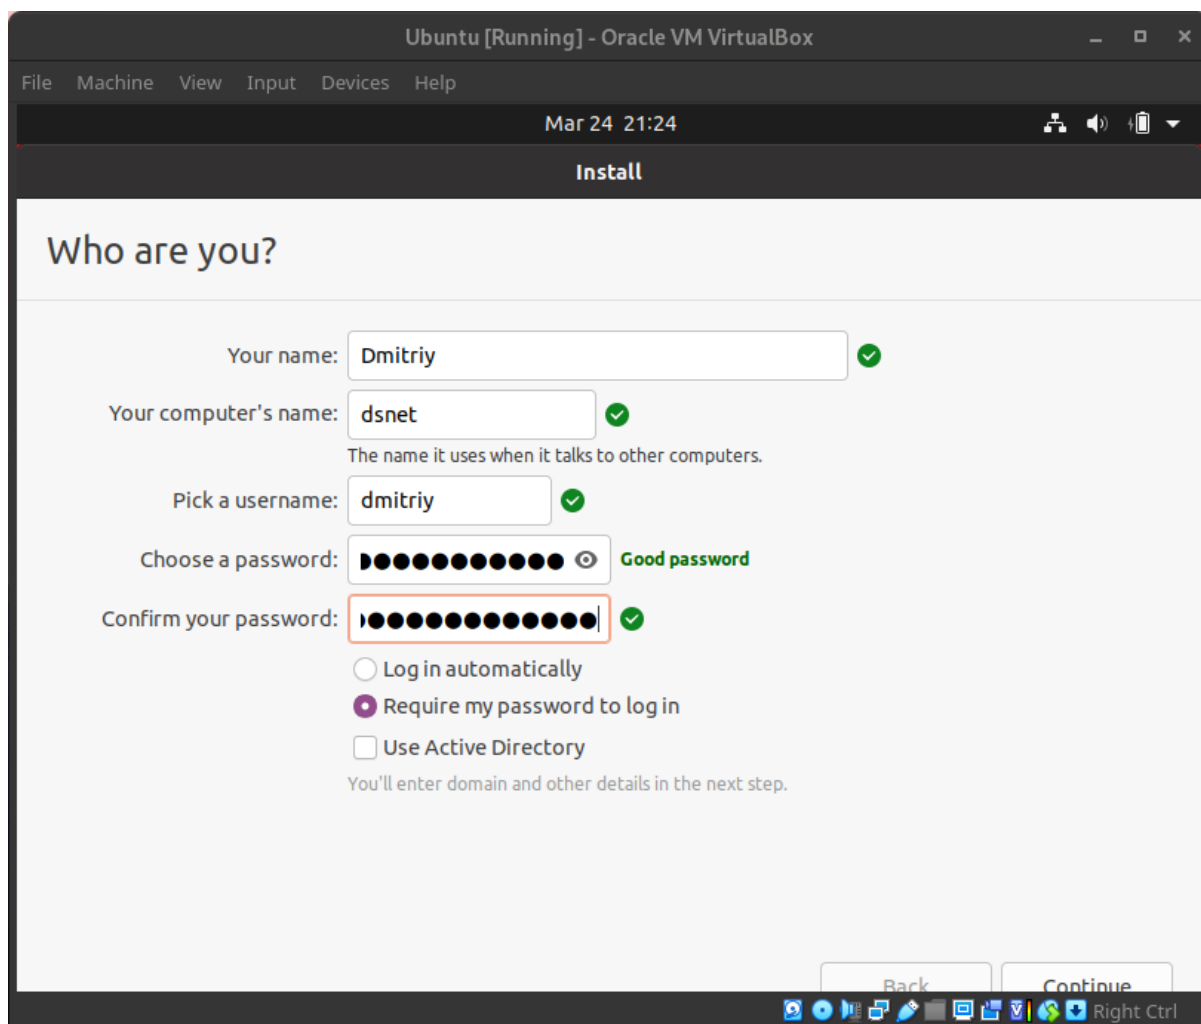 Ubuntu [Running] - Oracle VM VirtualBox
File Machine View Input Devices Help
Mar 24 21:24
Install
Who are you?
Your name: Dmitriy
Your computer's name: dsnet
The name it uses when it talks to other computers.
Pick a username: dmitriy
Choose a password: ●●●●●●●●●●● Good password
Confirm your password: ●●●●●●●●●●●●●
Log in automatically
Require my password to log in
Use Active Directory
You'll enter domain and other details in the next step.
Back Continue
Right Ctrl